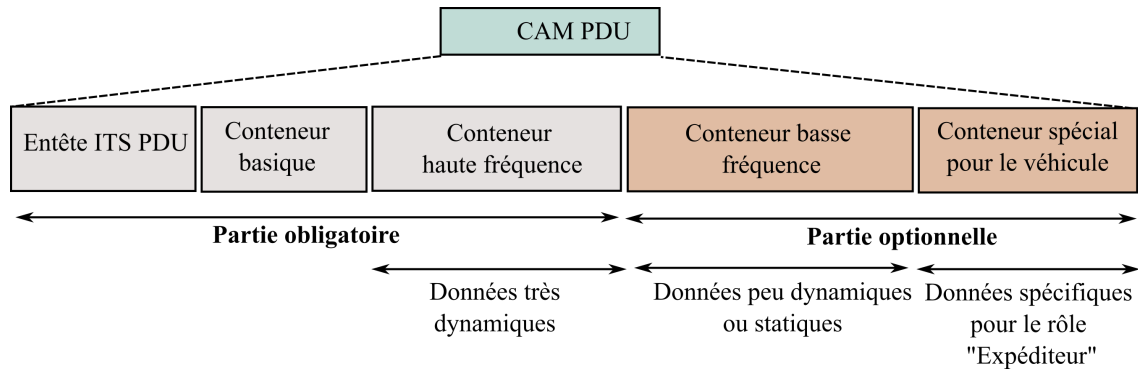 CAM PDU
Entête ITS PDU
Conteneur
basique
Conteneur
haute fréquence
Conteneur basse
fréquence
Conteneur spécial
pour le véhicule
Partie obligatoire
Partie optionnelle
Données très
dynamiques
Données peu dynamiques
ou statiques
Données spécifiques
pour le rôle
"Expéditeur"